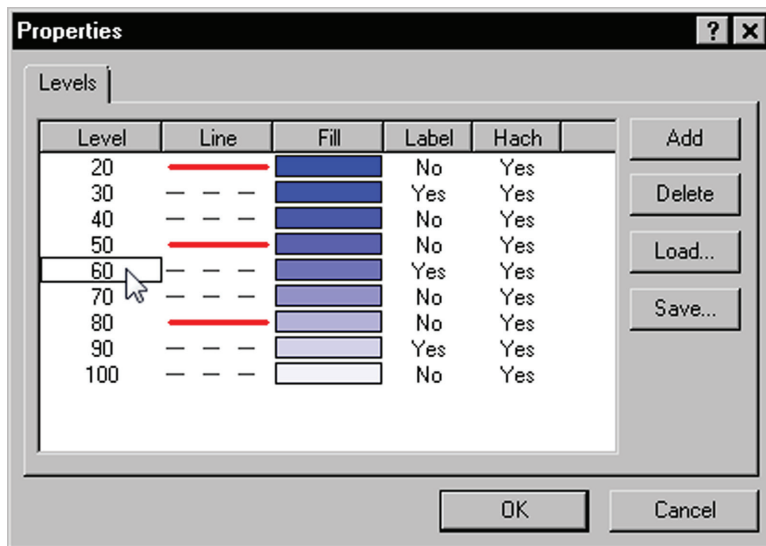 Properties
Levels
Level Line Fill Label Hach
20 No Yes
30 Yes Yes
40 No Yes
50 No Yes
60 Yes Yes
70 No Yes
80 No Yes
90 Yes Yes
100 No Yes
Add
Delete
Load...
Save...
OK Cancel